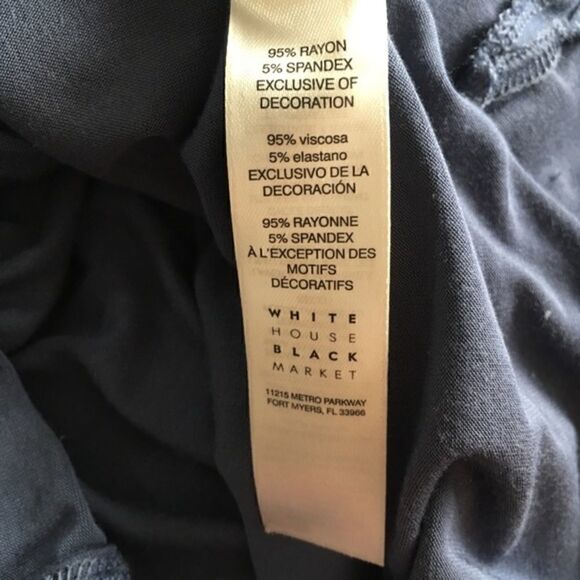 95% RAYON
5% SPANDEX
EXCLUSIVE OF
DECORATION
95% viscosa
5% elastano
EXCLUSIVO DE LA
DECORACIÓN
95% RAYONNE
5% SPANDEX
À L'EXCEPTION DES
MOTIFS
DÉCORATIFS
WHITE
HOUSE
BLACK
MARKET
11215 METRO PARKWAY
FORT MYERS, FL 33966